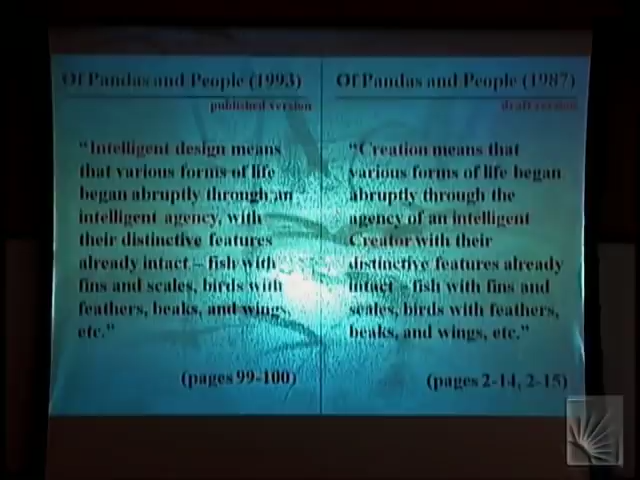 Of Pandas and People (1993)
published version
"Intelligent design means
that various forms of life
began abruptly through an
intelligent agency, with
their distinctive features
already intact – fish with
fins and scales, birds with
feathers, beaks, and wings,
etc."
(pages 99-100)
Of Pandas and People (1987)
draft version
"Creation means that
various forms of life began
abruptly through the
agency of an intelligent
Creator with their
distinctive features already
intact – fish with fins and
scales, birds with feathers,
beaks, and wings, etc."
(pages 2-14, 2-15)